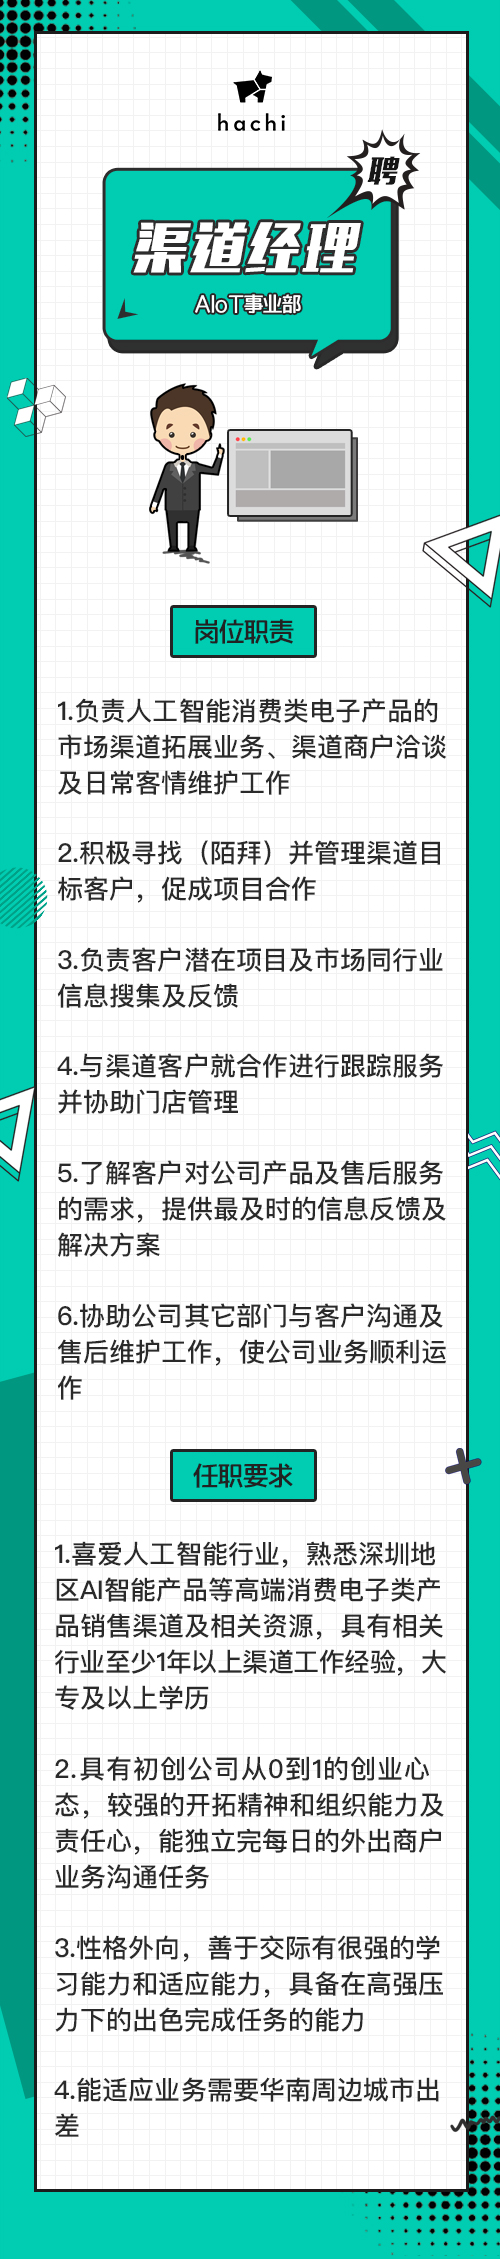 hachi
聘
渠道经理
AIoT事业部
岗位职责
1.负责人工智能消费类电子产品的
市场渠道拓展业务、渠道商户洽谈
及日常客情维护工作
2.积极寻找（陌拜）并管理渠道目
标客户，促成项目合作
3.负责客户潜在项目及市场同行业
信息搜集及反馈
4.与渠道客户就合作进行跟踪服务
并协助门店管理
5.了解客户对公司产品及售后服务
的需求，提供最及时的信息反馈及
解决方案
6.协助公司其它部门与客户沟通及
售后维护工作，使公司业务顺利运
作
任职要求
1.喜爱人工智能行业，熟悉深圳地
区AI智能产品等高端消费电子类产
品销售渠道及相关资源，具有相关
行业至少1年以上渠道工作经验，大
专及以上学历
2.具有初创公司从0到1的创业心
态，较强的开拓精神和组织能力及
责任心，能独立完每日的外出商户
业务沟通任务
3.性格外向，善于交际有很强的学
习能力和适应能力，具备在高强压
力下的出色完成任务的能力
4.能适应业务需要华南周边城市出
差